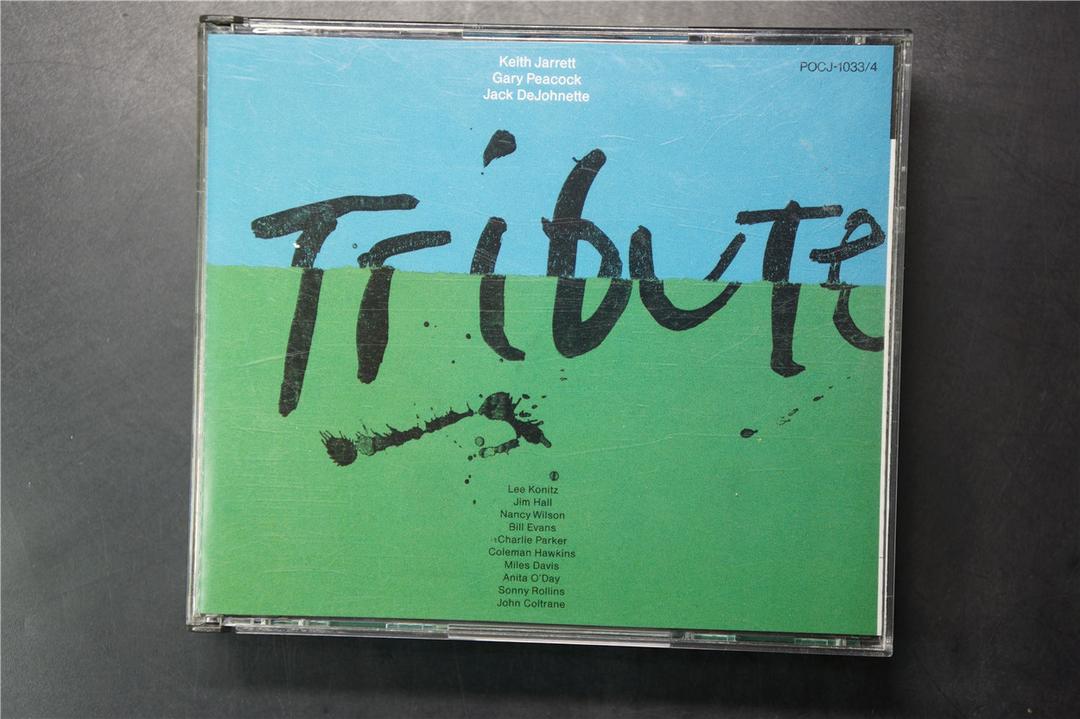 Keith Jarrett
Gary Peacock
Jack DeJohnette
POCJ-1033/4
Tribute
Lee Konitz
Jim Hall
Nancy Wilson
Bill Evans
Charlie Parker
Coleman Hawkins
Miles Davis
Anita O'Day
Sonny Rollins
John Coltrane